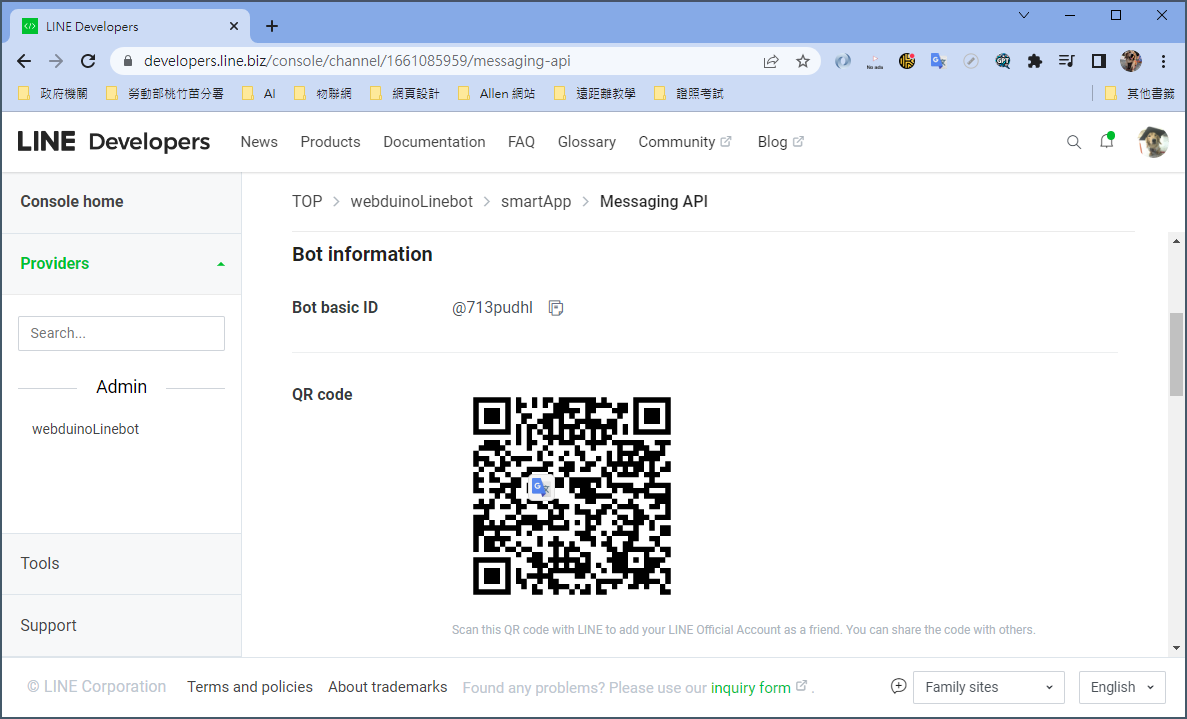 LINE Developers
developers.line.biz/console/channel/1661085959/messaging-api
No ads
GPT
政府機關 勞動部桃竹苗分署 AI 物聯網 網頁設計 Allen 網站 遠距離教學 證照考試 其他書籤
LINE Developers News Products Documentation FAQ Glossary Community Blog
Console home
TOP webduinoLinebot smartApp Messaging API
Providers
Search...
Admin
webduinoLinebot
Tools
Support
Bot information
Bot basic ID @713pudhl
QR code
Scan this QR code with LINE to add your LINE Official Account as a friend. You can share the code with others.
© LINE Corporation Terms and policies About trademarks Found any problems? Please use our inquiry form . Family sites English